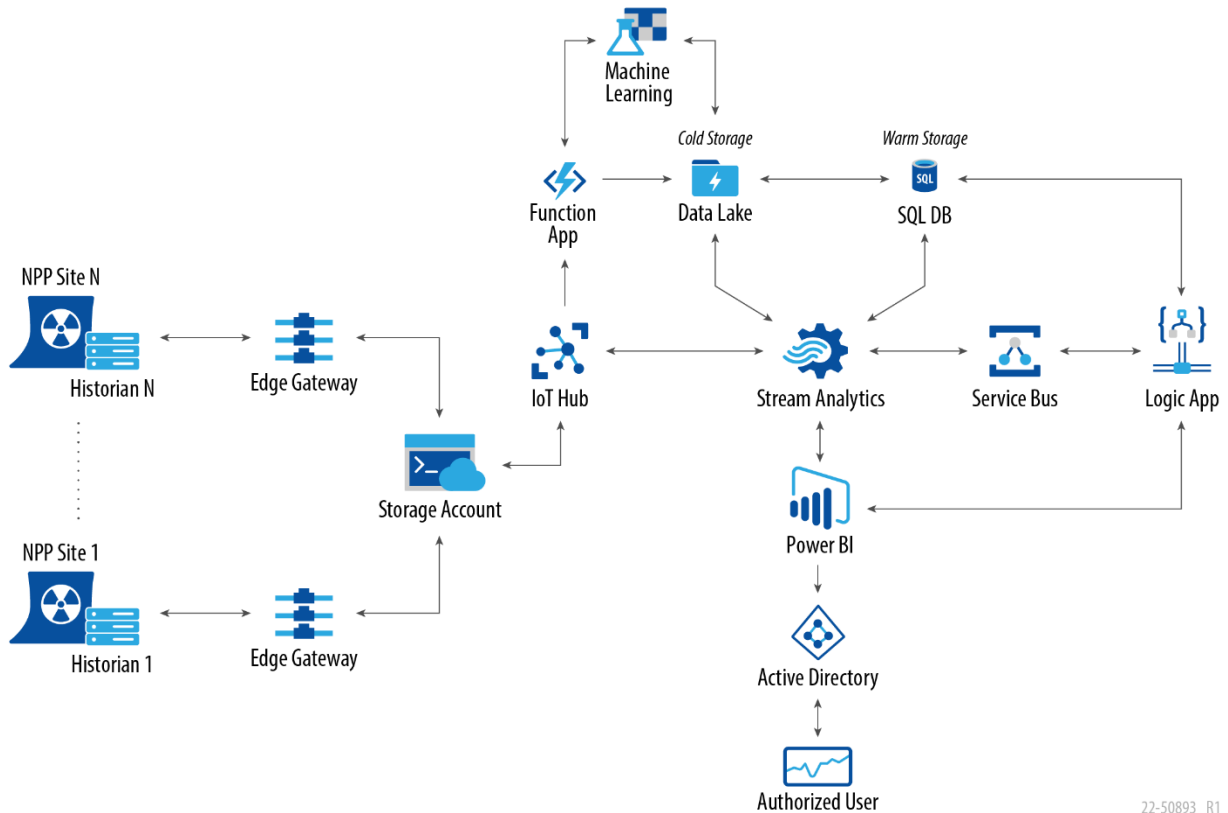 Machine
Learning
Cold Storage
Warm Storage
SQL
Function
App
Data Lake
SQL DB
NPP Site N
Historian N
Edge Gateway
IoT Hub
Stream Analytics
Service Bus
Logic App
>_
Storage Account
NPP Site 1
Historian 1
Edge Gateway
Power BI
Active Directory
Authorized User
22-50893 R1